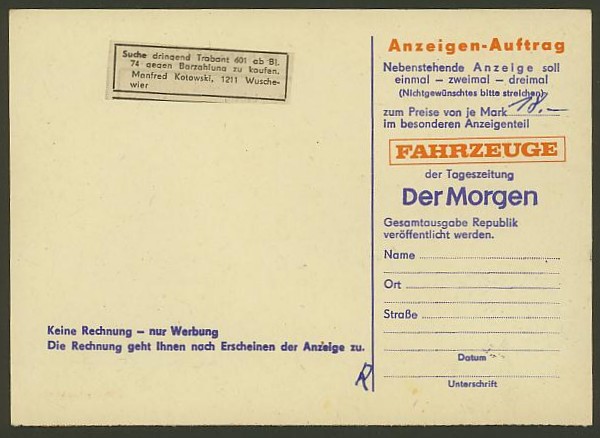 Suche dringend Trabant 601 ab Bj.
74 gegen Barzahlung zu kaufen.
Manfred Kotowski, 1211 Wusche-
wier
Anzeigen-Auftrag
Nebenstehende Anzeige soll
einmal – zweimal – dreimal
(Nichtgewünschtes bitte streichen)
zum Preise von je Mark 18.–
im besonderen Anzeigenteil
FAHRZEUGE
der Tageszeitung
Der Morgen
Gesamtausgabe Republik
veröffentlicht werden.
Name
Ort
Straße
Datum
Unterschrift
Keine Rechnung – nur Werbung
Die Rechnung geht Ihnen nach Erscheinen der Anzeige zu.
R